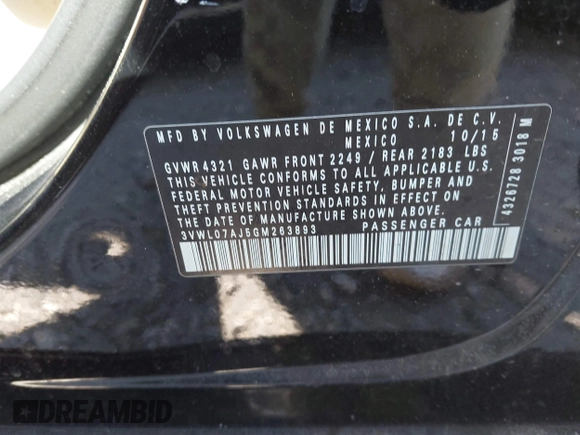 MFD BY VOLKSWAGEN DE MEXICO S.A. DE C.V.
MEXICO 10/15
GVWR 4321 GAWR FRONT 2249 / REAR 2183 LBS
THIS VEHICLE CONFORMS TO ALL APPLICABLE U.S.
FEDERAL MOTOR VEHICLE SAFETY, BUMPER AND
THEFT PREVENTION STANDARDS IN EFFECT ON
THE DATE OF MANUFACTURE SHOWN ABOVE.
3VWL07AJ5GM263893 PASSENGER CAR
4326728 3018 M
DREAMBID